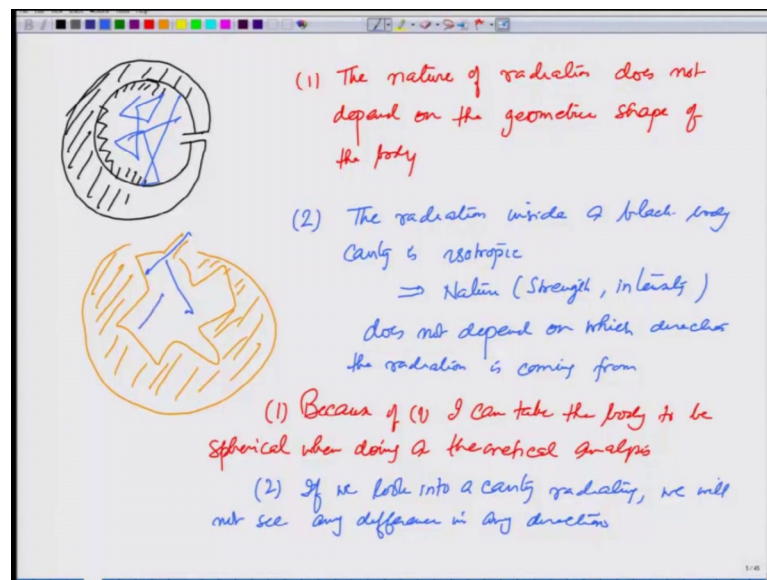 (1) The nature of radiation does not
depend on the geometric shape of
the body
(2) The radiation inside a black body
cavity is isotropic
⇒ Nature (Strength, intensity)
does not depend on which direction
the radiation is coming from
(1) Because of (1) I can take the body to be
spherical when doing a theoretical analysis
(2) If we look into a cavity radiating, we will
not see any difference in any direction
5/45